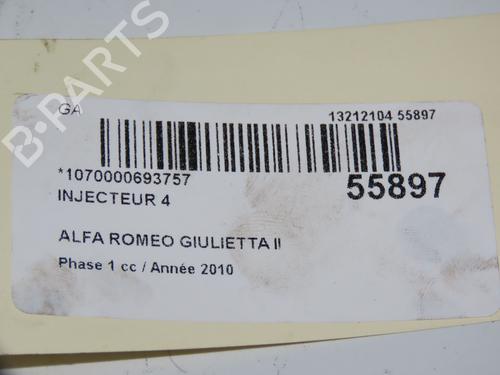 B-PARTS
GA
13212104 55897
*1070000693757
55897
INJECTEUR 4
ALFA ROMEO GIULIETTA II
Phase 1 cc / Année 2010